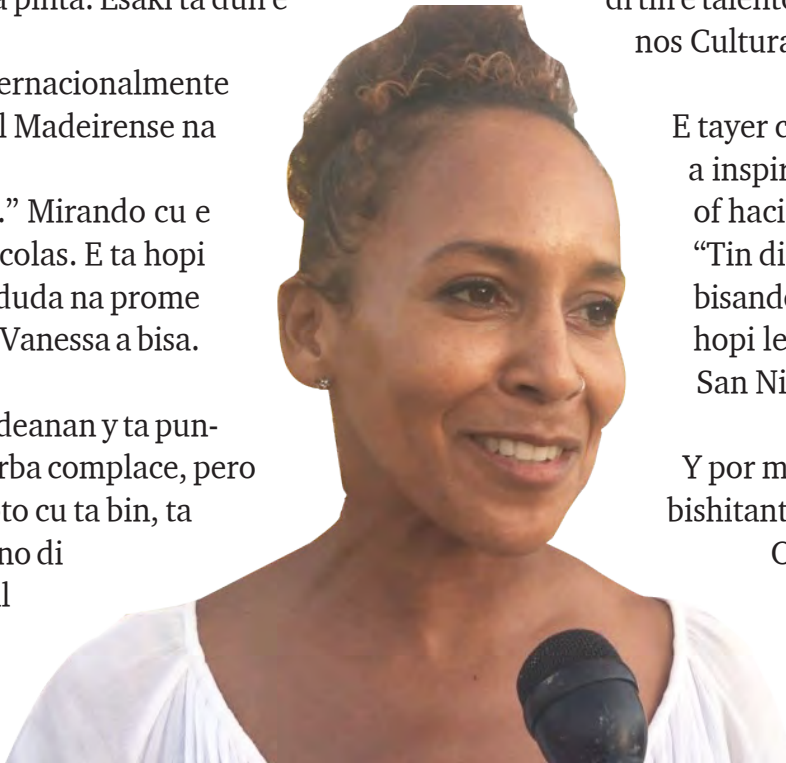 pinta. Esaki ta dun e
ernacionalmente
l Madeirense na
.” Mirando cu e
colas. E ta hopi
duda na prome
Vanessa a bisa.
deanan y ta pun-
rba complace, pero
to cu ta bin, ta
no di
l
di tin e talento
nos Cultura
E tayer c
a inspir
of haci
“Tin di
bisand
hopi le
San Ni
Y por m
bishitant